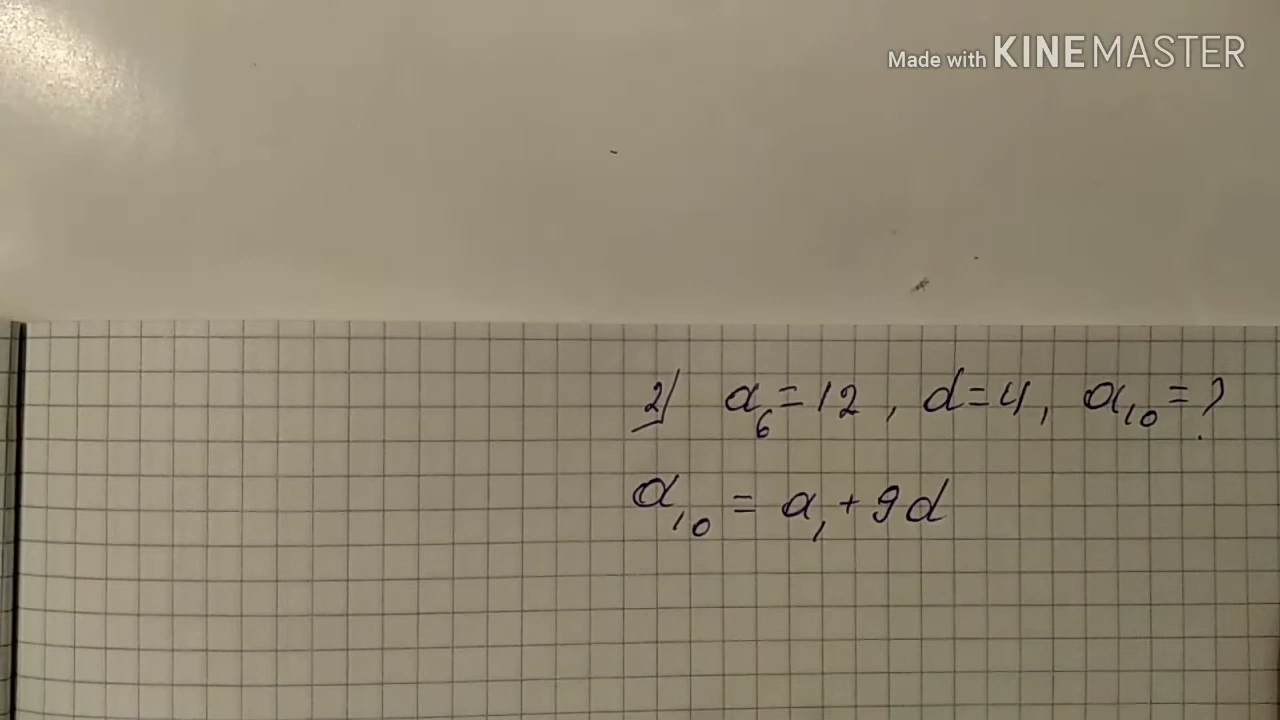 Made with KINEMASTER
2) a₆ = 12 , d = 4 , a₁₀ = ?
a₁₀ = a₁ + 9d